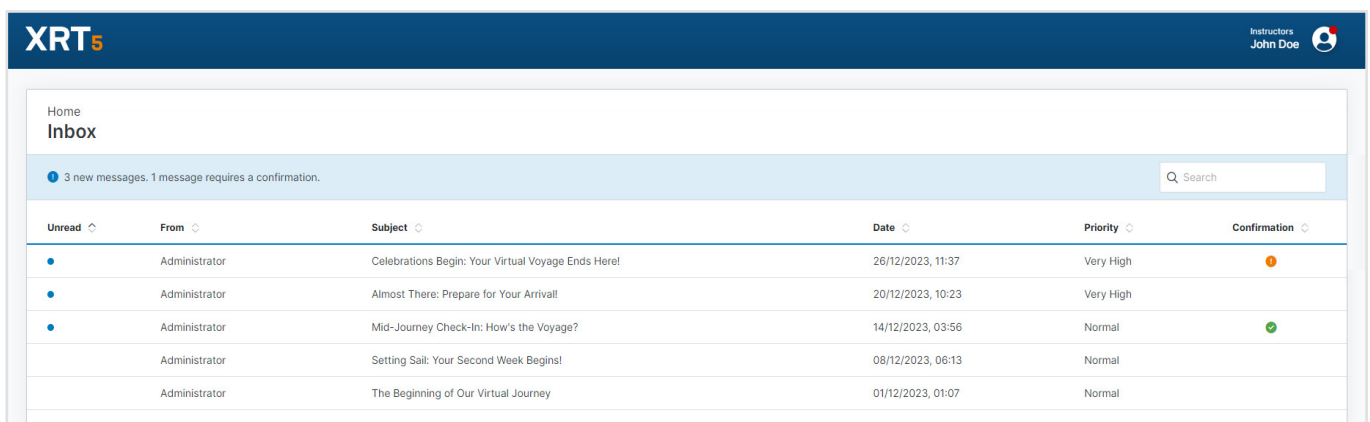 XRT5
Instructors
John Doe
Home
Inbox
3 new messages. 1 message requires a confirmation.
Search
Unread From Subject Date Priority Confirmation
Administrator Celebrations Begin: Your Virtual Voyage Ends Here! 26/12/2023, 11:37 Very High
Administrator Almost There: Prepare for Your Arrival! 20/12/2023, 10:23 Very High
Administrator Mid-Journey Check-In: How's the Voyage? 14/12/2023, 03:56 Normal
Administrator Setting Sail: Your Second Week Begins! 08/12/2023, 06:13 Normal
Administrator The Beginning of Our Virtual Journey 01/12/2023, 01:07 Normal